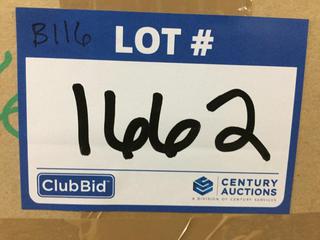 B116 LOT #
1662
ClubBid
CENTURY
AUCTIONS
A DIVISION OF CENTURY SERVICES